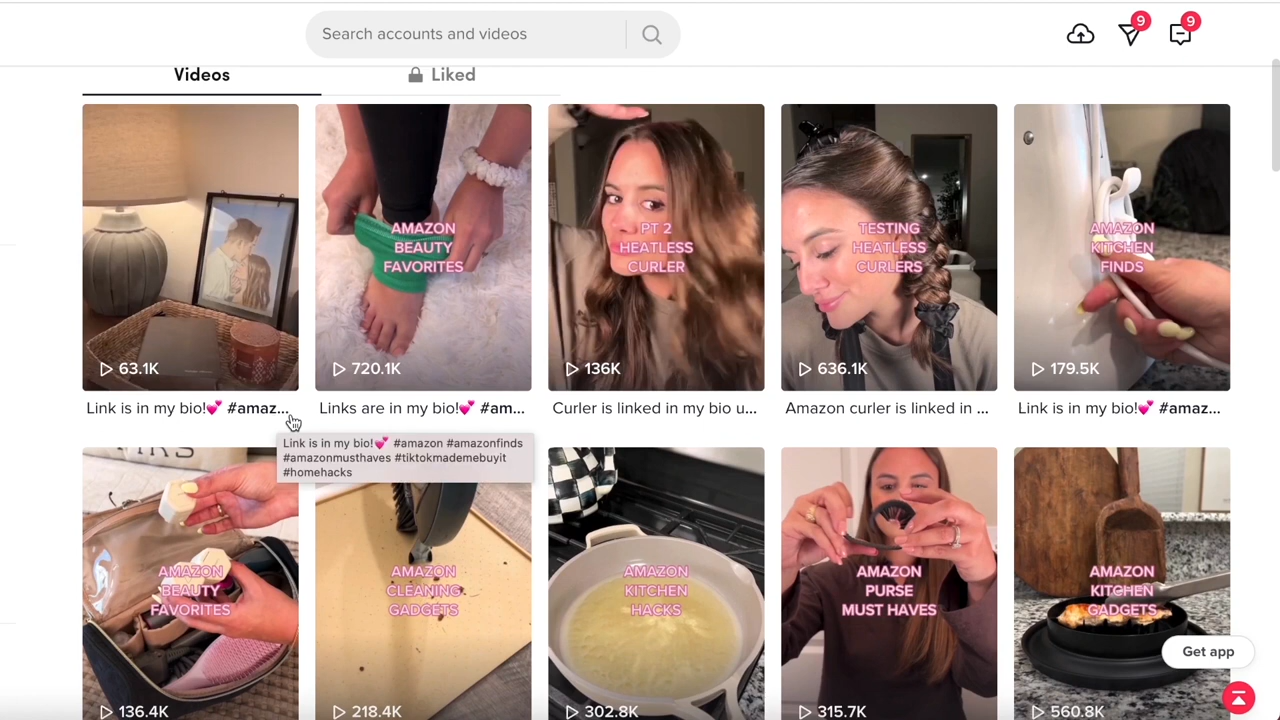 Search accounts and videos
9
9
Videos
Liked
AMAZON
BEAUTY
FAVORITES
PT 2
HEATLESS
CURLER
TESTING
HEATLESS
CURLERS
AMAZON
KITCHEN
FINDS
63.1K
720.1K
136K
636.1K
179.5K
Link is in my bio!💕 #amaz...
Links are in my bio!💕 #am...
Curler is linked in my bio u...
Amazon curler is linked in ...
Link is in my bio!💕 #amaz...
Link is in my bio!💕 #amazon #amazonfinds
#amazonmusthaves #tiktokmademebuyit
#homehacks
AMAZON
BEAUTY
FAVORITES
AMAZON
CLEANING
GADGETS
AMAZON
KITCHEN
HACKS
AMAZON
PURSE
MUST HAVES
AMAZON
KITCHEN
GADGETS
Get app
136.4K
218.4K
302.8K
315.7K
560.8K